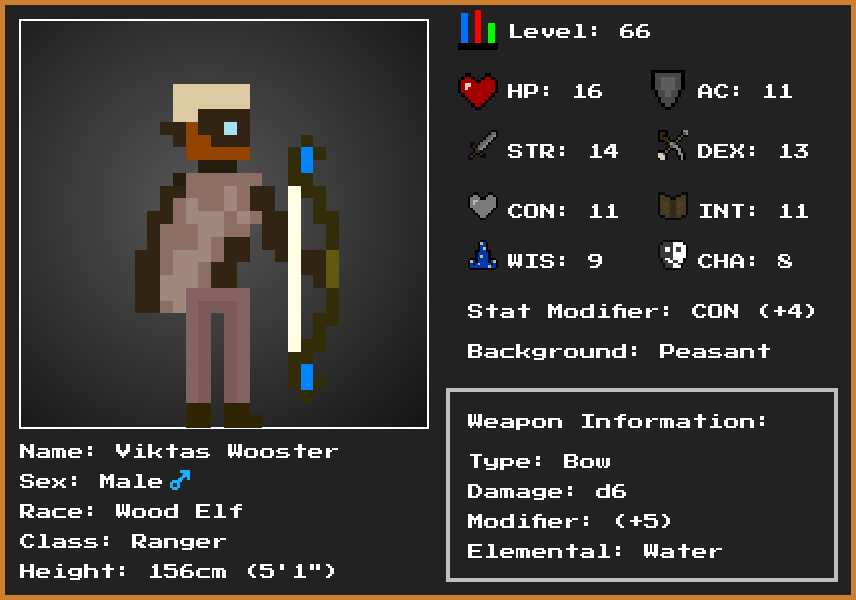 Level: 66
HP: 16
AC: 11
STR: 14
DEX: 13
CON: 11
INT: 11
WIS: 9
CHA: 8
Stat Modifier: CON (+4)
Background: Peasant
Weapon Information:
Type: Bow
Damage: d6
Modifier: (+5)
Elemental: Water
Name: Viktas Wooster
Sex: Male ♂
Race: Wood Elf
Class: Ranger
Height: 156cm (5'1")